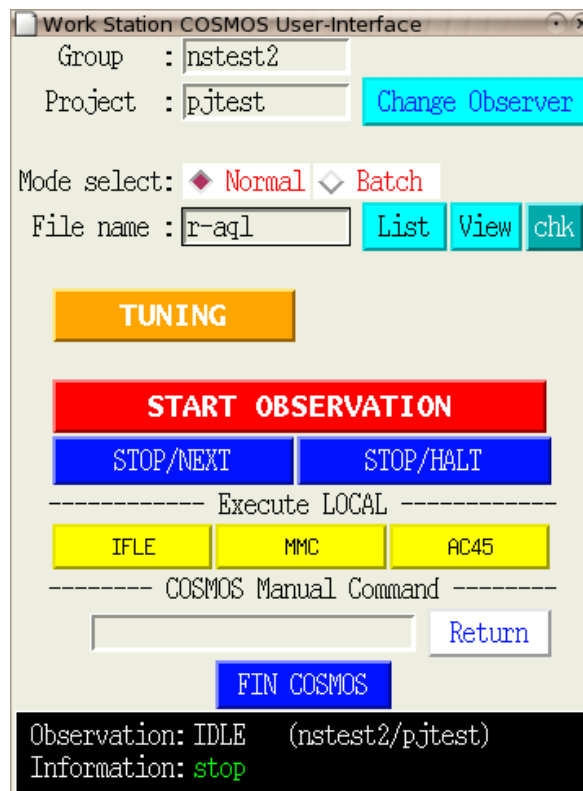 Work Station COSMOS User-Interface
Group : nstest2
Project : pjtest Change Observer
Mode select: Normal Batch
File name : r-aql List View chk
TUNING
START OBSERVATION
STOP/NEXT STOP/HALT
------------ Execute LOCAL ------------
IFLE MMC AC45
-------- COSMOS Manual Command --------
Return
FIN COSMOS
Observation: IDLE (nstest2/pjtest)
Information: stop